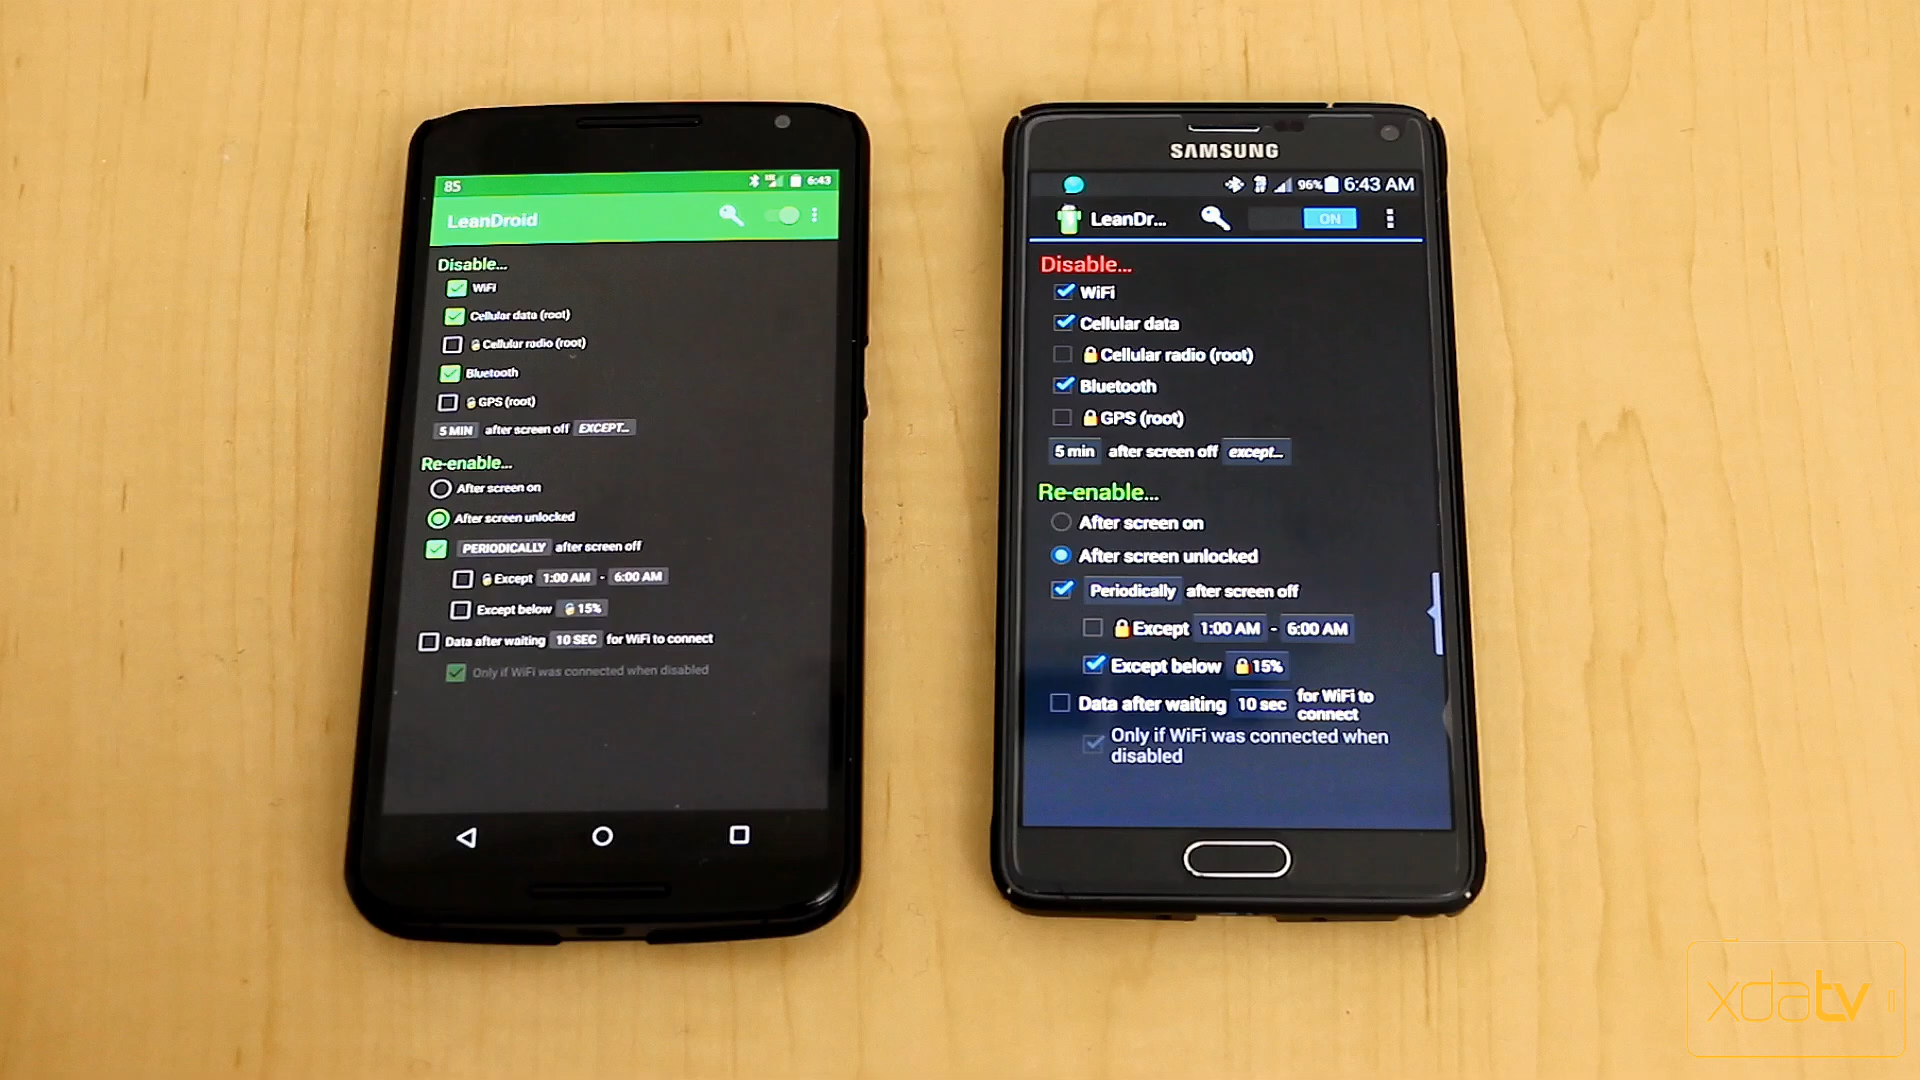 85 6:43
LeanDroid
Disable...
WiFi
Cellular data (root)
Cellular radio (root)
Bluetooth
GPS (root)
5 MIN after screen off EXCEPT...
Re-enable...
After screen on
After screen unlocked
PERIODICALLY after screen off
Except 1:00 AM - 6:00 AM
Except below 15%
Data after waiting 10 SEC for WiFi to connect
Only if WiFi was connected when disabled
SAMSUNG
96% 6:43 AM
LeanDr... ON
Disable...
WiFi
Cellular data
Cellular radio (root)
Bluetooth
GPS (root)
5 min after screen off except...
Re-enable...
After screen on
After screen unlocked
Periodically after screen off
Except 1:00 AM - 6:00 AM
Except below 15%
Data after waiting 10 sec for WiFi to
connect
Only if WiFi was connected when
disabled
xdatv